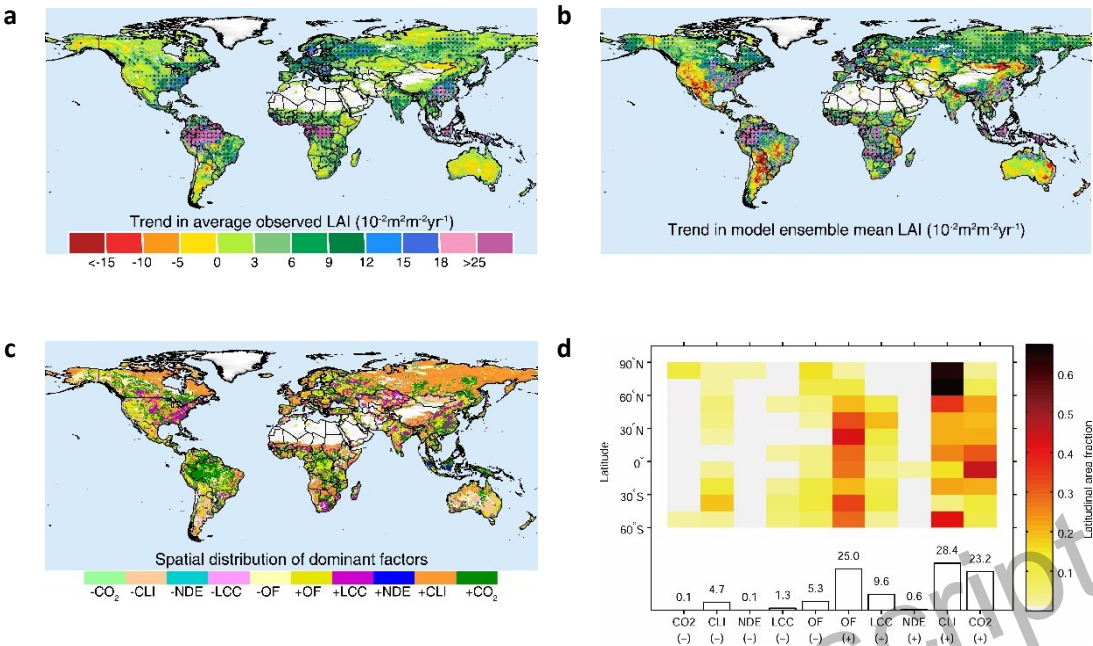 a
Trend in average observed LAI (10⁻²m²m⁻²yr⁻¹)
<-15 -10 -5 0 3 6 9 12 15 18 >25
b
Trend in model ensemble mean LAI (10⁻²m²m⁻²yr⁻¹)
c
Spatial distribution of dominant factors
-CO₂ -CLI -NDE -LCC -OF +OF +LCC +NDE +CLI +CO₂
d
90°N
60°N
30°N
0°
30°S
60°S
Latitude
0.6
0.5
0.4
0.3
0.2
0.1
Latitudinal area fraction
0.1 4.7 0.1 1.3 5.3 25.0 9.6 0.6 28.4 23.2
CO2 CLI NDE LCC OF OF LCC NDE CLI CO2
(−) (−) (−) (−) (−) (+) (+) (+) (+) (+)
script